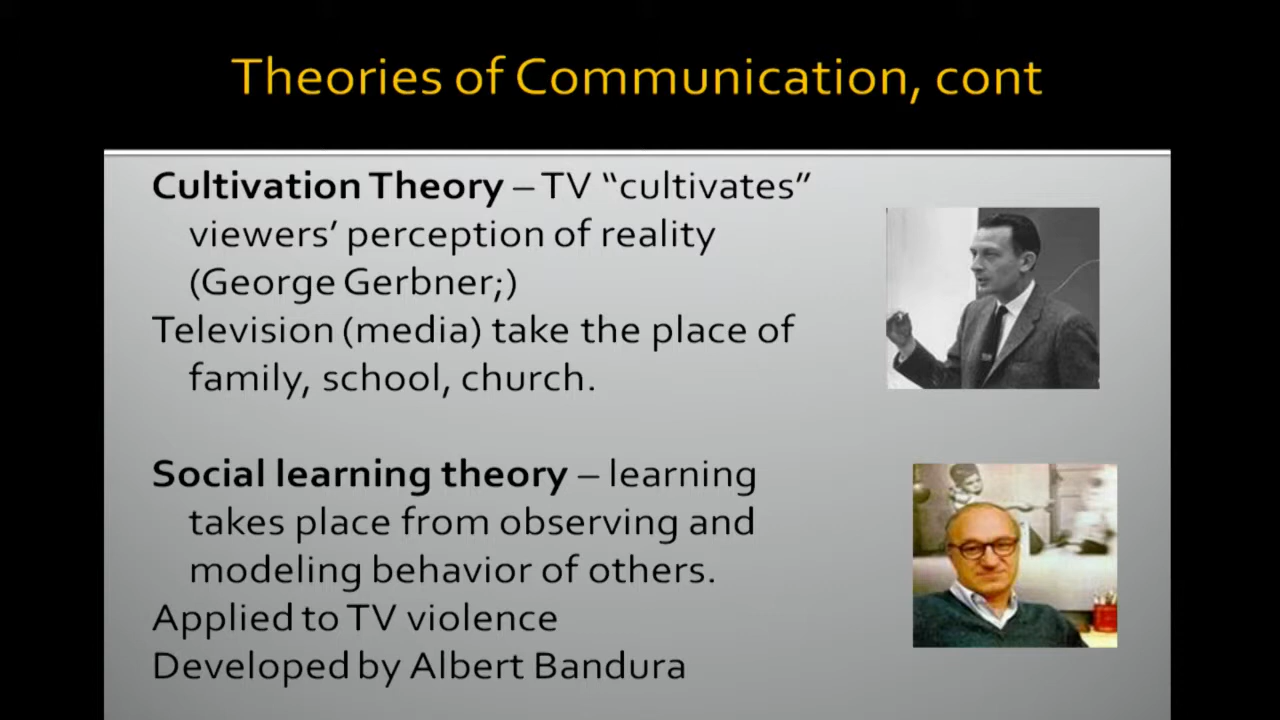 Theories of Communication, cont
Cultivation Theory – TV “cultivates”
viewers’ perception of reality
(George Gerbner;)
Television (media) take the place of
family, school, church.
Social learning theory – learning
takes place from observing and
modeling behavior of others.
Applied to TV violence
Developed by Albert Bandura